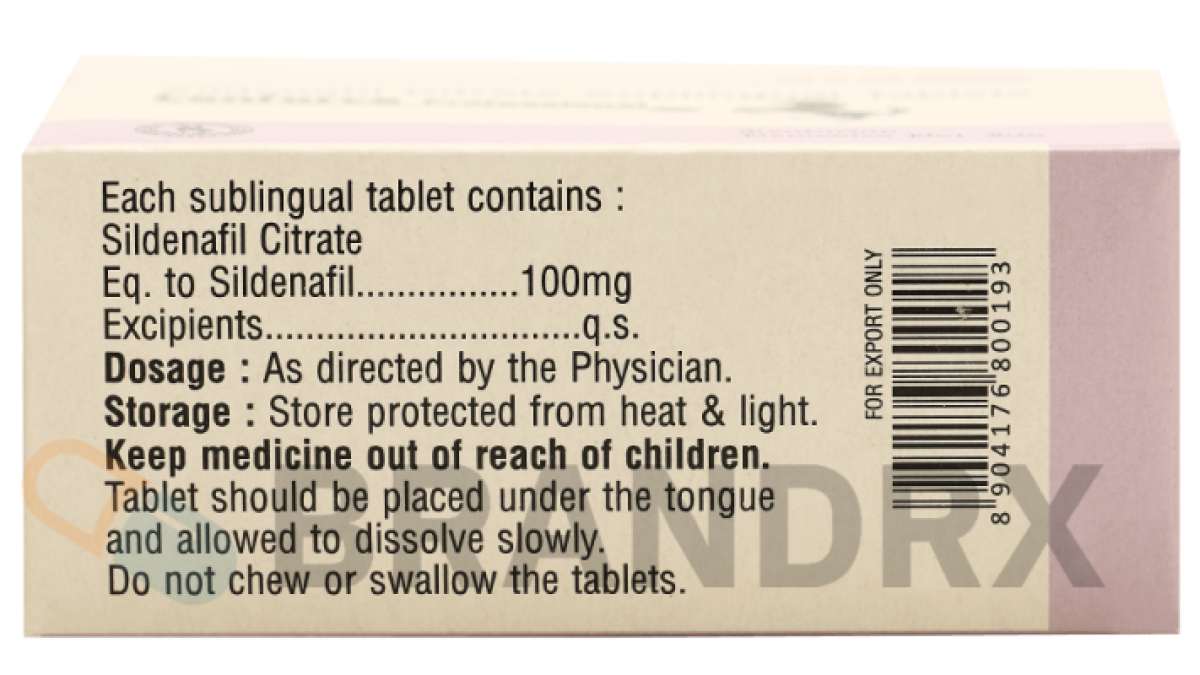 Each sublingual tablet contains :
Sildenafil Citrate
Eq. to Sildenafil................100mg
Excipients...............................q.s.
Dosage : As directed by the Physician.
Storage : Store protected from heat & light.
Keep medicine out of reach of children.
Tablet should be placed under the tongue
and allowed to dissolve slowly.
Do not chew or swallow the tablets.
FOR EXPORT ONLY
8 904176 800193
BRANDRX